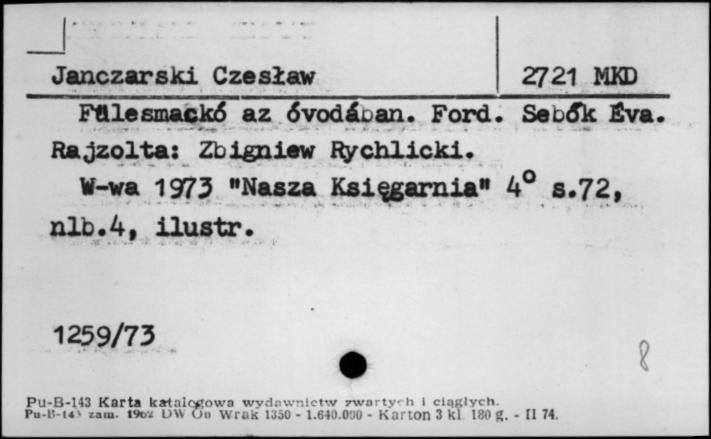 Janczarski Czesław 2721 MKD
Fülesmackó az óvodában. Ford. Sebők Éva.
Rajzolta: Zbigniew Rychlicki.
W-wa 1973 "Nasza Księgarnia" 4° s.72,
nlb.4, ilustr.
1259/73
8
Pu-B-143 Karta katalogowa wydawnictw zwartych i ciągłych.
Pu-B-143 zam. 1962 DW Oo Wrak 1350 - 1.640.000 - Karton 3 kl. 180 g. - II 74.